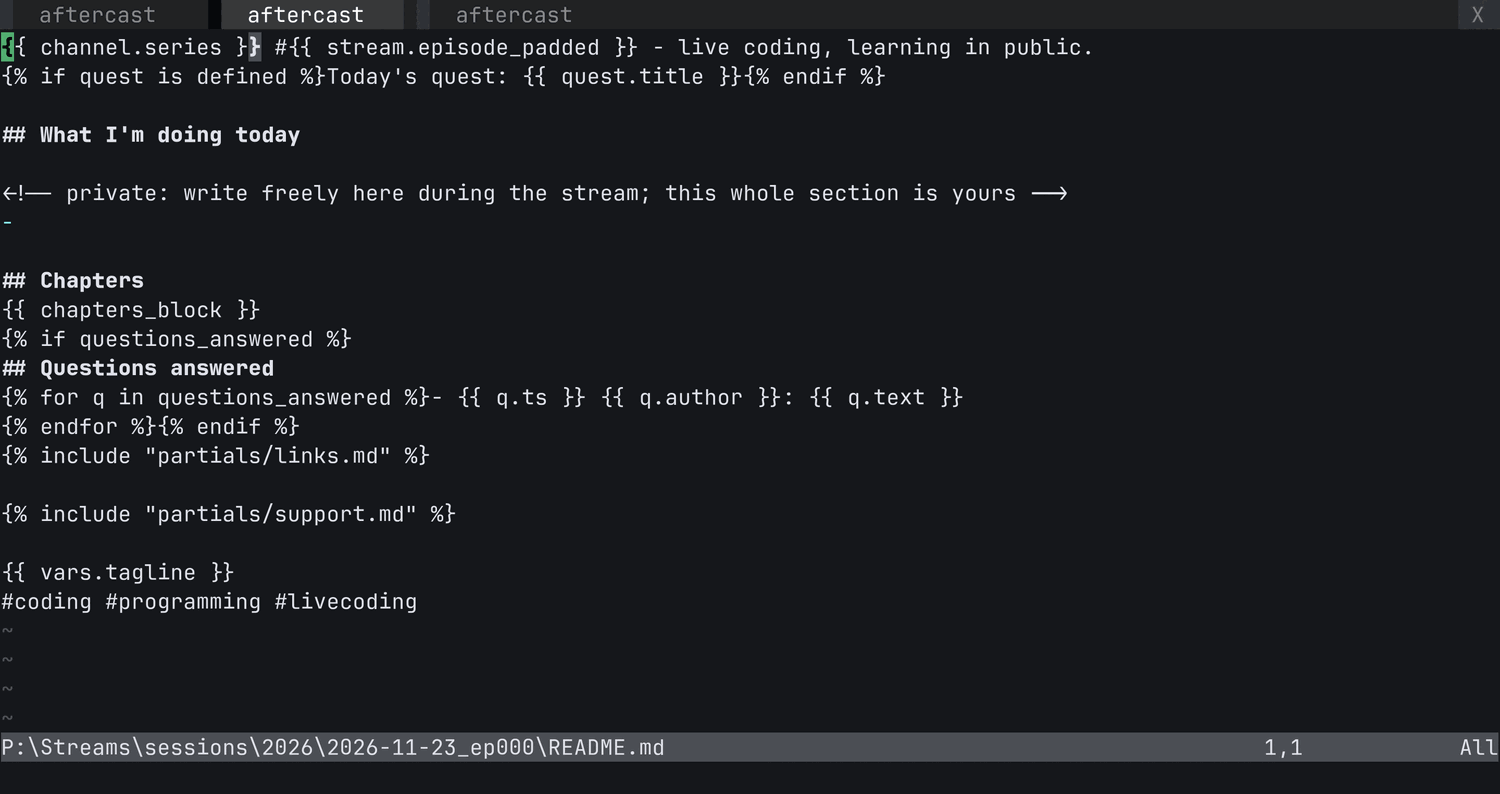 aftercast aftercast aftercast X
{{ channel.series }} #{{ stream.episode_padded }} - live coding, learning in public.
{% if quest is defined %}Today's quest: {{ quest.title }}{% endif %}
## What I'm doing today
<!-- private: write freely here during the stream; this whole section is yours -->
-
## Chapters
{{ chapters_block }}
{% if questions_answered %}
## Questions answered
{% for q in questions_answered %}- {{ q.ts }} {{ q.author }}: {{ q.text }}
{% endfor %}{% endif %}
{% include "partials/links.md" %}
{% include "partials/support.md" %}
{{ vars.tagline }}
#coding #programming #livecoding
~
~
~
~
P:\Streams\sessions\2026\2026-11-23_ep000\README.md 1,1 All